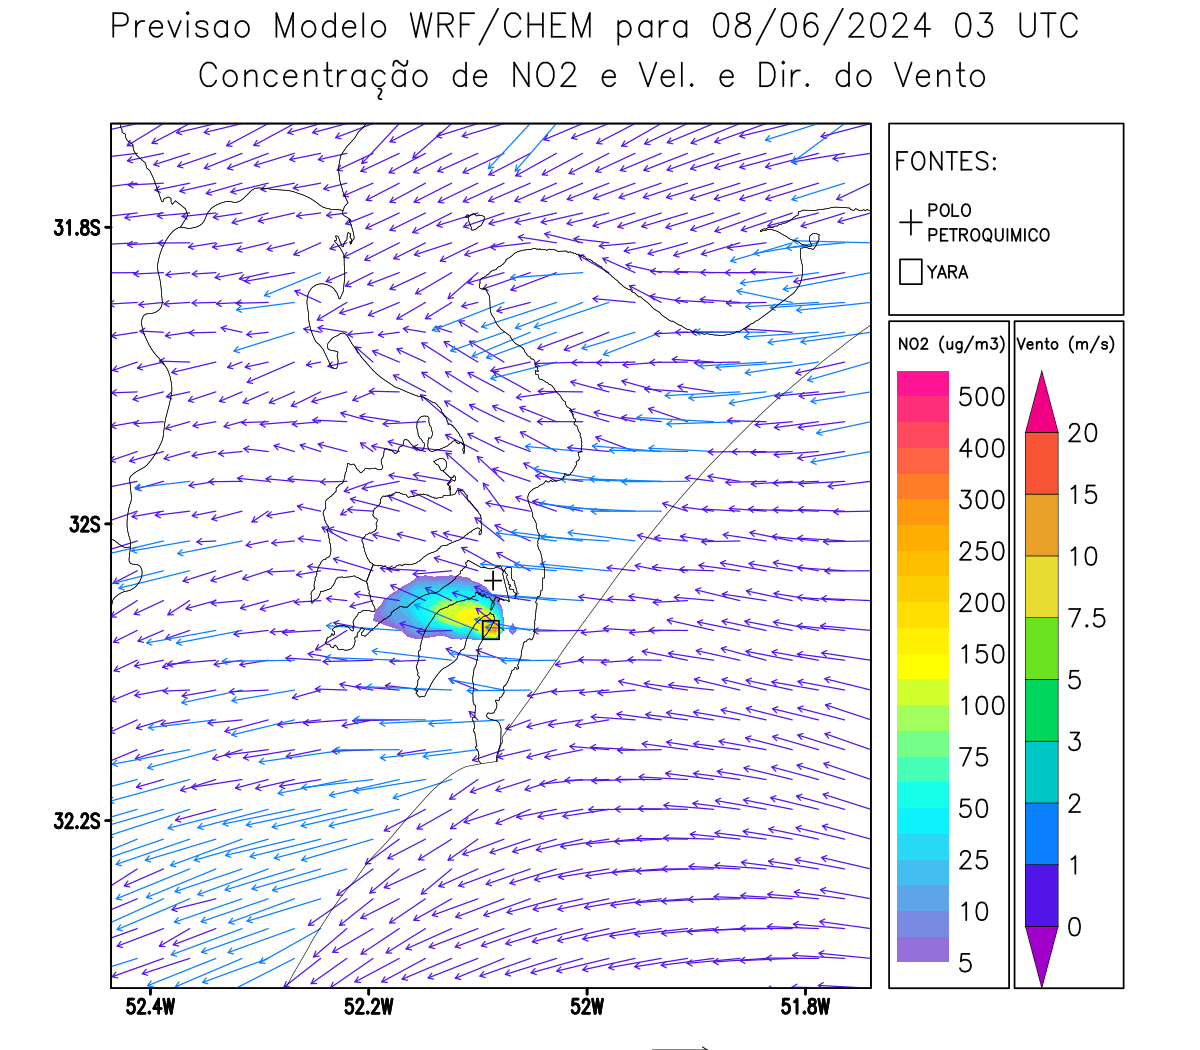 Previsao Modelo WRF/CHEM para 08/06/2024 03 UTC
Concentração de NO2 e Vel. e Dir. do Vento
FONTES:
POLO
PETROQUIMICO
YARA
NO2 (ug/m3)
500
400
300
250
200
150
100
75
50
25
10
5
Vento (m/s)
20
15
10
7.5
5
3
2
1
0
31.8S
32S
32.2S
52.4W
52.2W
52W
51.8W